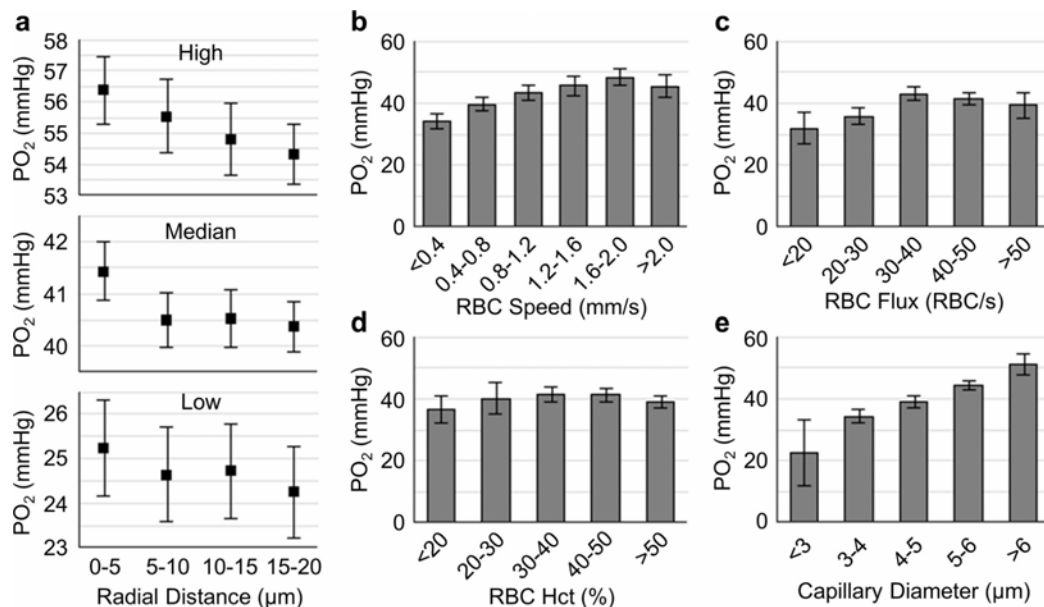 a
High
PO2 (mmHg)
58
57
56
55
54
53
Median
PO2 (mmHg)
42
41
40
Low
PO2 (mmHg)
26
25
24
23
0-5 5-10 10-15 15-20
Radial Distance (µm)
b
PO2 (mmHg)
60
40
20
0
<0.4 0.4-0.8 0.8-1.2 1.2-1.6 1.6-2.0 >2.0
RBC Speed (mm/s)
c
PO2 (mmHg)
60
40
20
0
<20 20-30 30-40 40-50 >50
RBC Flux (RBC/s)
d
PO2 (mmHg)
60
40
20
0
<20 20-30 30-40 40-50 >50
RBC Hct (%)
e
PO2 (mmHg)
60
40
20
0
<3 3-4 4-5 5-6 >6
Capillary Diameter (µm)